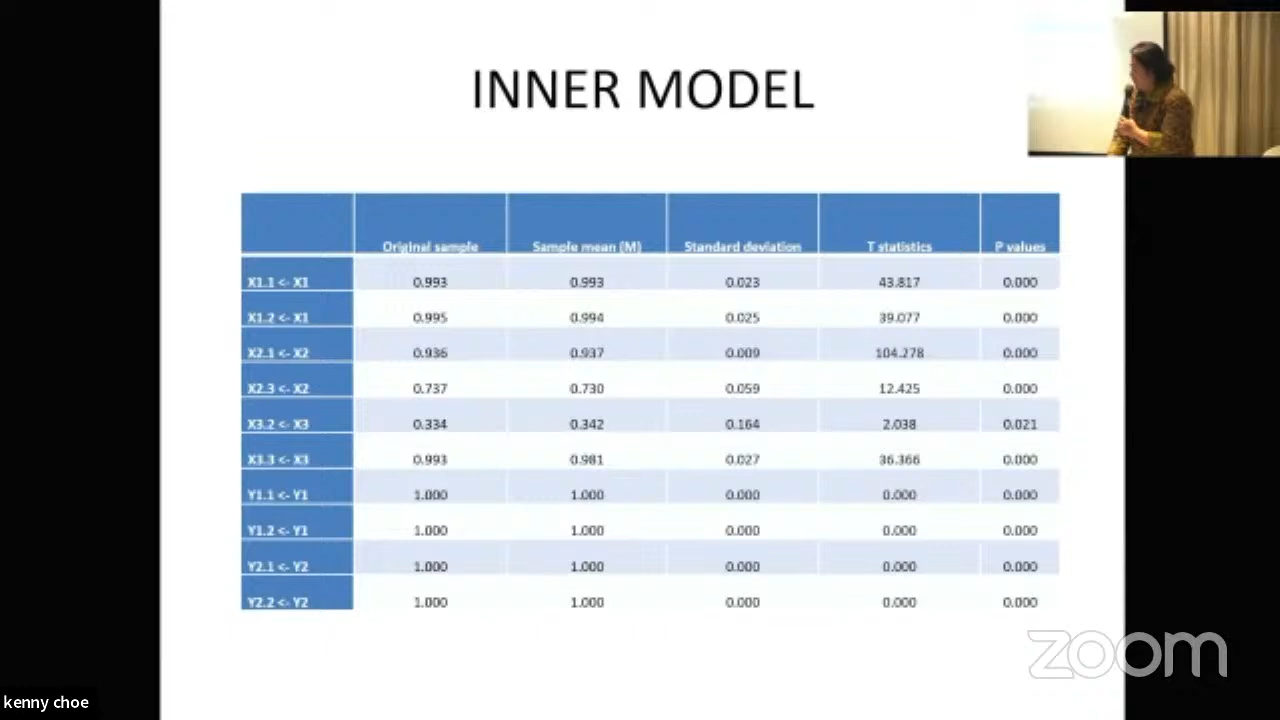 INNER MODEL
Original sample Sample mean (M) Standard deviation T statistics P values
X1.1 <- X1 0.993 0.993 0.023 43.817 0.000
X1.2 <- X1 0.995 0.994 0.025 39.077 0.000
X2.1 <- X2 0.936 0.937 0.009 104.278 0.000
X2.3 <- X2 0.737 0.730 0.059 12.425 0.000
X3.2 <- X3 0.334 0.342 0.164 2.038 0.021
X3.3 <- X3 0.993 0.981 0.027 36.366 0.000
Y1.1 <- Y1 1.000 1.000 0.000 0.000 0.000
Y1.2 <- Y1 1.000 1.000 0.000 0.000 0.000
Y2.1 <- Y2 1.000 1.000 0.000 0.000 0.000
Y2.2 <- Y2 1.000 1.000 0.000 0.000 0.000
zoom
kenny choe